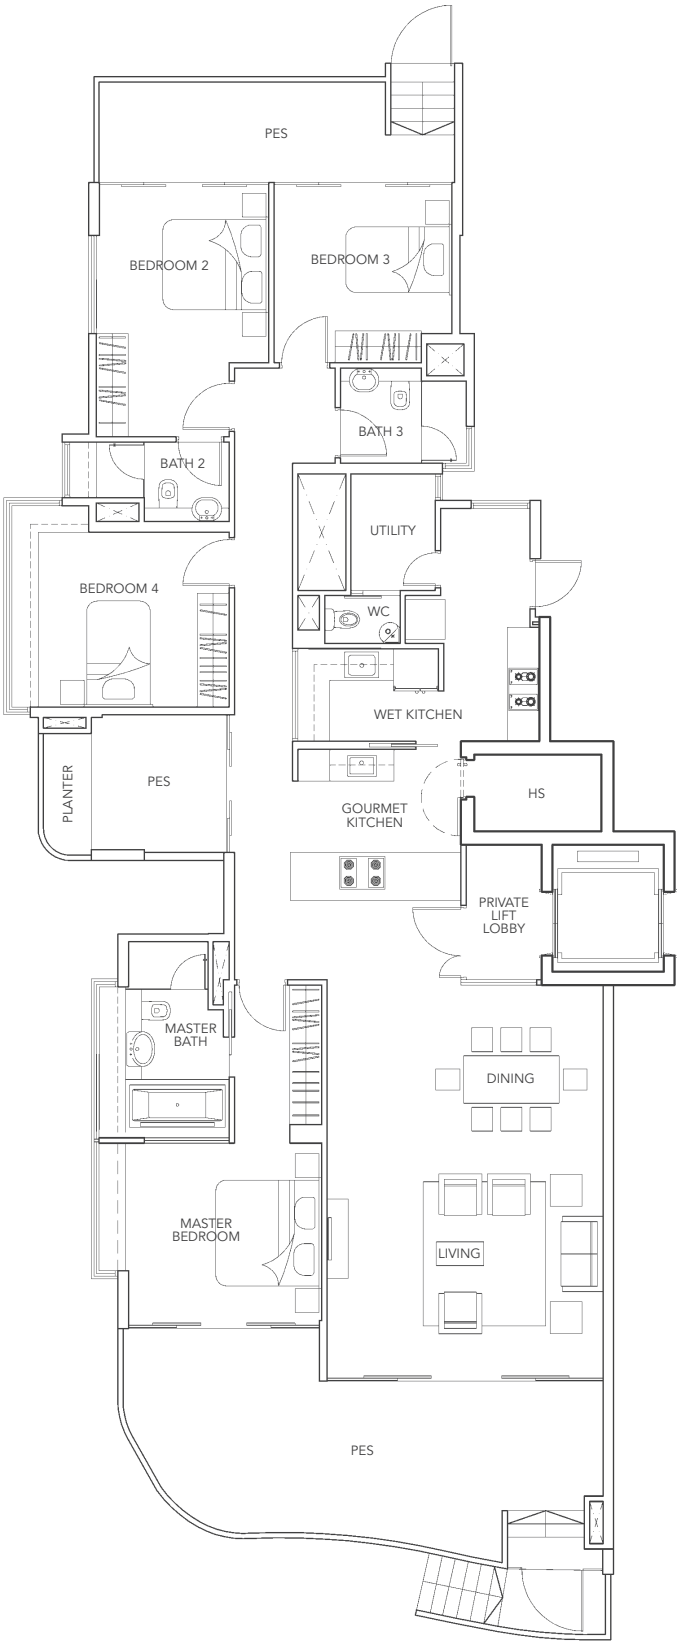 PES
BEDROOM 2
BEDROOM 3
BATH 3
BATH 2
UTILITY
BEDROOM 4
WC
WET KITCHEN
PLANTER
PES
HS
GOURMET
KITCHEN
PRIVATE
LIFT
LOBBY
MASTER
BATH
DINING
MASTER
BEDROOM
LIVING
PES